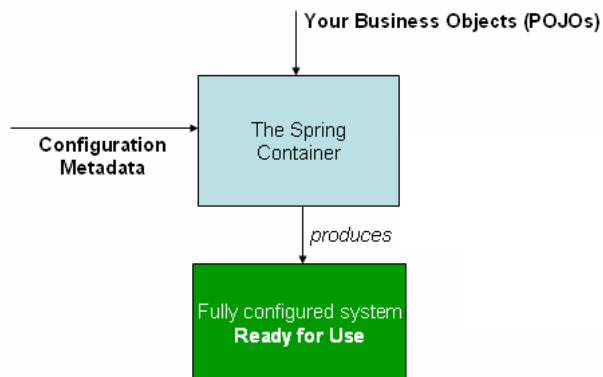 Your Business Objects (POJOs)
The Spring
Container
Configuration
Metadata
produces
Fully configured system
Ready for Use